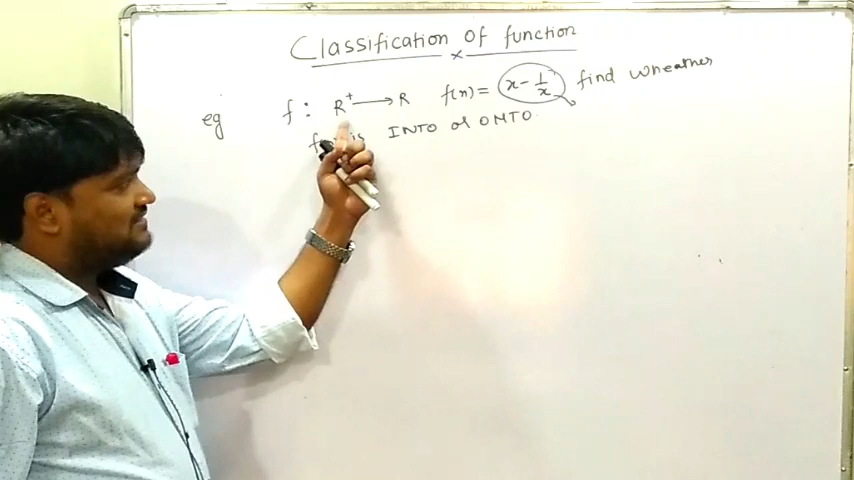 Classification of function
eg f : R⁺ → R f(x) = x - 1/x find wheather
is INTO or ONTO.